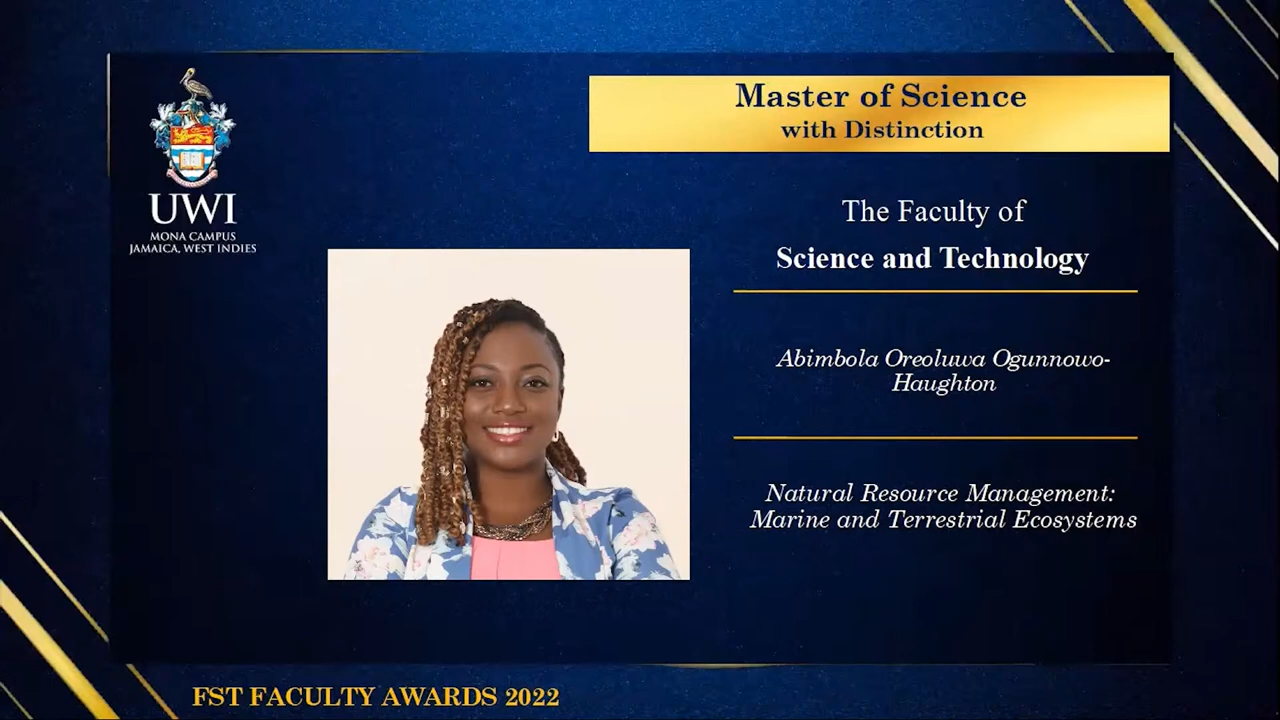 UWI
MONA CAMPUS
JAMAICA, WEST INDIES
Master of Science
with Distinction
The Faculty of
Science and Technology
Abimbola Oreoluwa Ogunnowo-
Haughton
Natural Resource Management:
Marine and Terrestrial Ecosystems
FST FACULTY AWARDS 2022